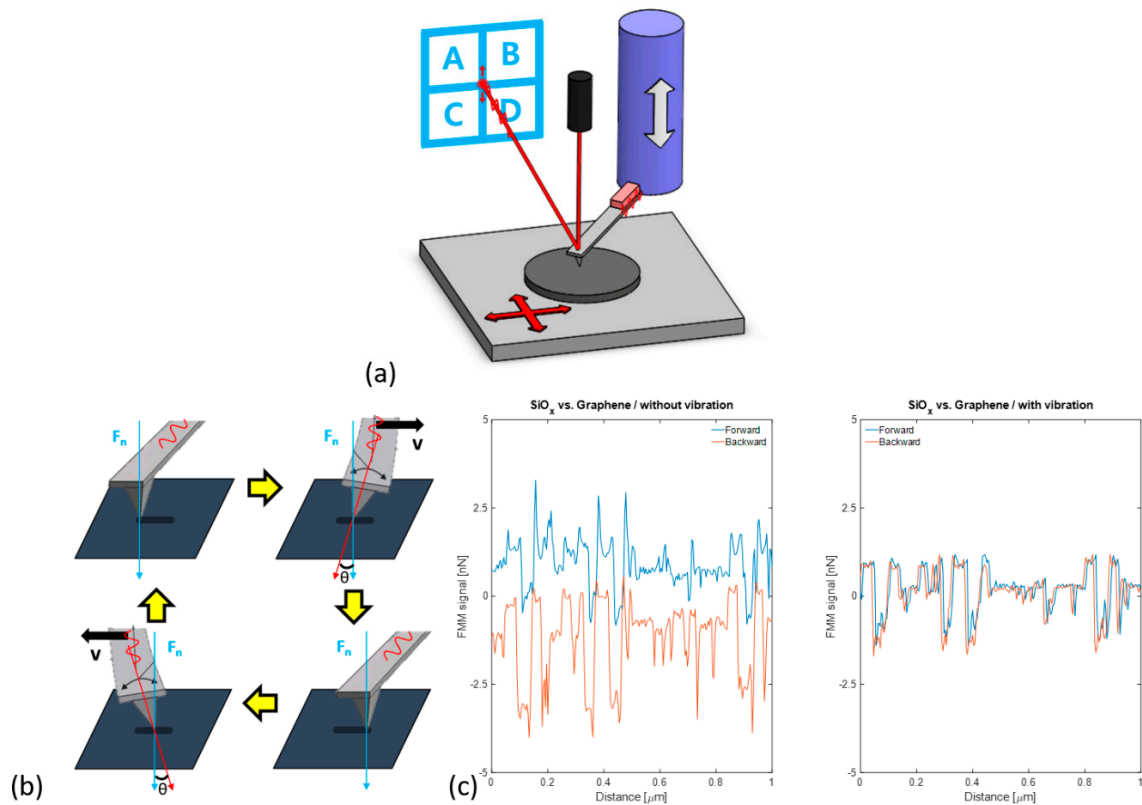 A B
C D
(a)
Fₙ
Fₙ
v
θ
v
Fₙ
θ
Fₙ
(b)
SiOₓ vs. Graphene / without vibration
Forward
Backward
FMM signal [nN]
5
2.5
0
-2.5
-5
0 0.2 0.4 0.6 0.8 1
Distance [μm]
(c)
SiOₓ vs. Graphene / with vibration
Forward
Backward
FMM signal [nN]
5
2.5
0
-2.5
-5
0 0.2 0.4 0.6 0.8 1
Distance [μm]